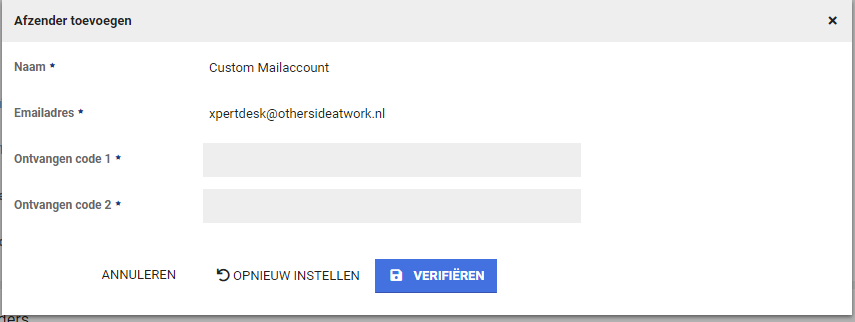 Afzender toevoegen ×
Naam * Custom Mailaccount
Emailadres * xpertdesk@othersideatwork.nl
Ontvangen code 1 *
Ontvangen code 2 *
ANNULEREN OPNIEUW INSTELLEN VERIFIËREN